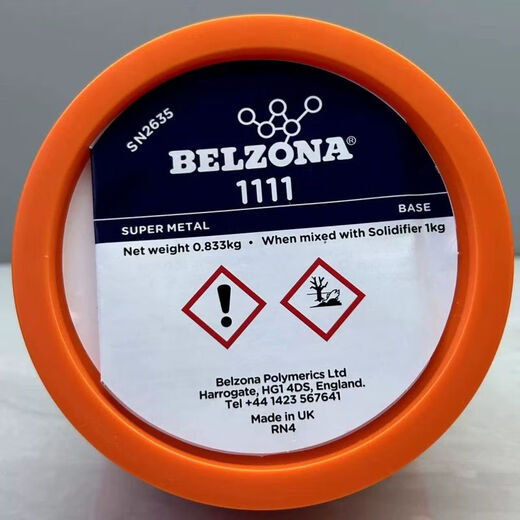 SN2635
BELZONA®
1111
SUPER METAL
BASE
Net weight 0.833kg • When mixed with Solidifier 1kg
Belzona Polymerics Ltd
Harrogate, HG1 4DS, England.
Tel +44 1423 567641
Made in UK
RN4